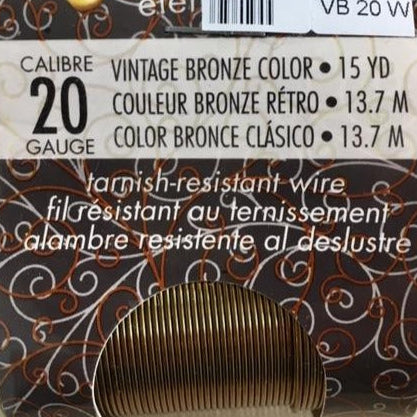 VB 20 W
CALIBRE
20
GAUGE
VINTAGE BRONZE COLOR • 15 YD
COULEUR BRONZE RÉTRO • 13.7 M
COLOR BRONCE CLÁSICO • 13.7 M
tarnish-resistant wire
fil résistant au ternissement
alambre resistente al deslustre